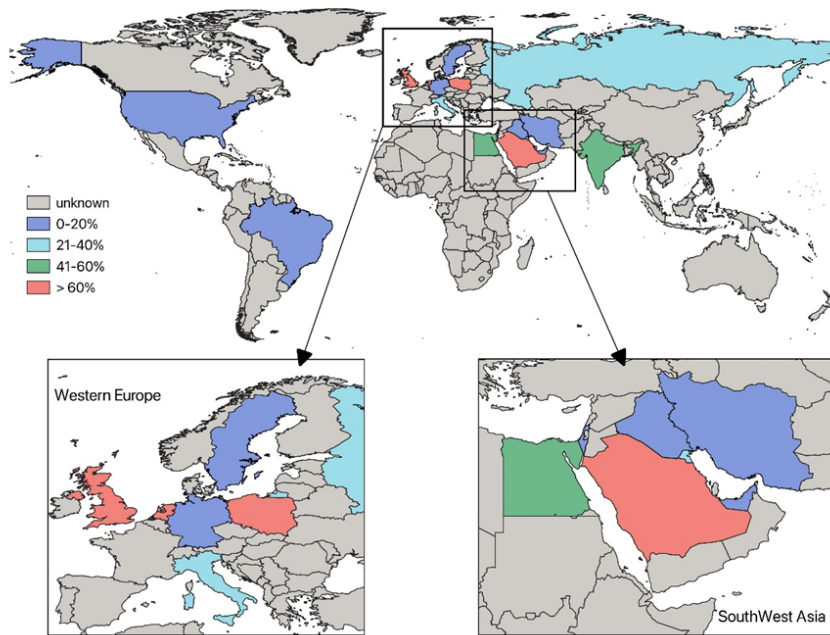 unknown
0-20%
21-40%
41-60%
> 60%
Western Europe
SouthWest Asia